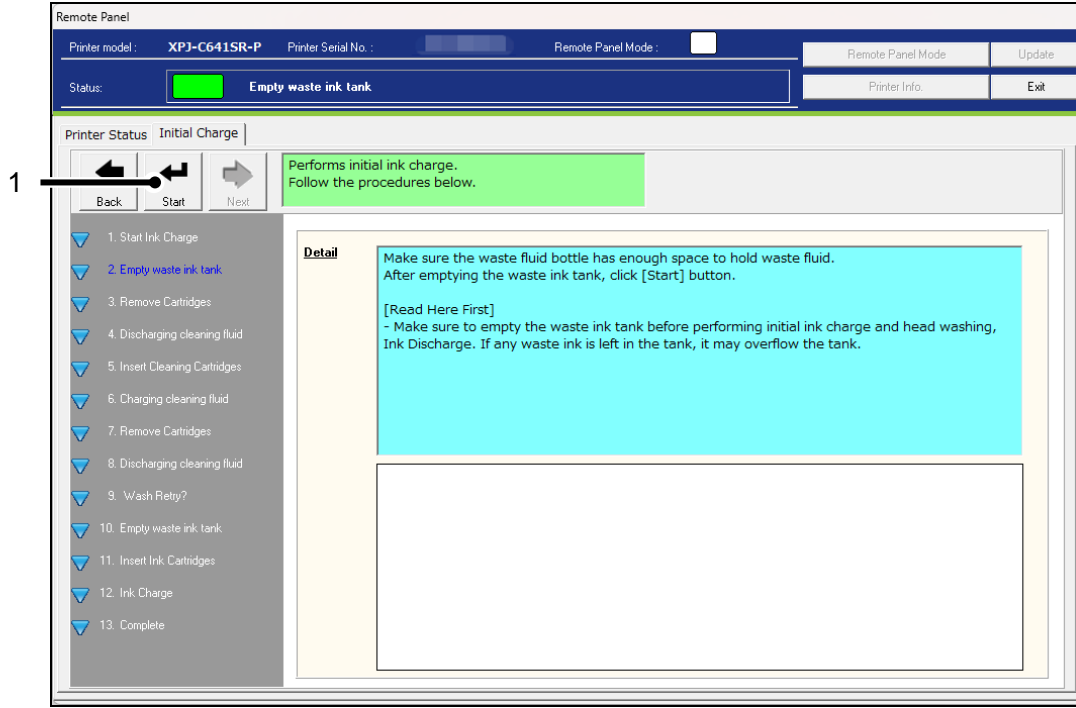 Remote Panel
Printer model : XPJ-C641SR-P Printer Serial No. : Remote Panel Mode :
Remote Panel Mode Update
Status: Empty waste ink tank
Printer Info. Exit
Printer Status Initial Charge
1
Back Start Next
Performs initial ink charge.
Follow the procedures below.
1. Start Ink Charge
2. Empty waste ink tank
3. Remove Cartridges
4. Discharging cleaning fluid
5. Insert Cleaning Cartridges
6. Charging cleaning fluid
7. Remove Cartridges
8. Discharging cleaning fluid
9. Wash Retry?
10. Empty waste ink tank
11. Insert Ink Cartridges
12. Ink Charge
13. Complete
Detail
Make sure the waste fluid bottle has enough space to hold waste fluid.
After emptying the waste ink tank, click [Start] button.
[Read Here First]
- Make sure to empty the waste ink tank before performing initial ink charge and head washing,
Ink Discharge. If any waste ink is left in the tank, it may overflow the tank.